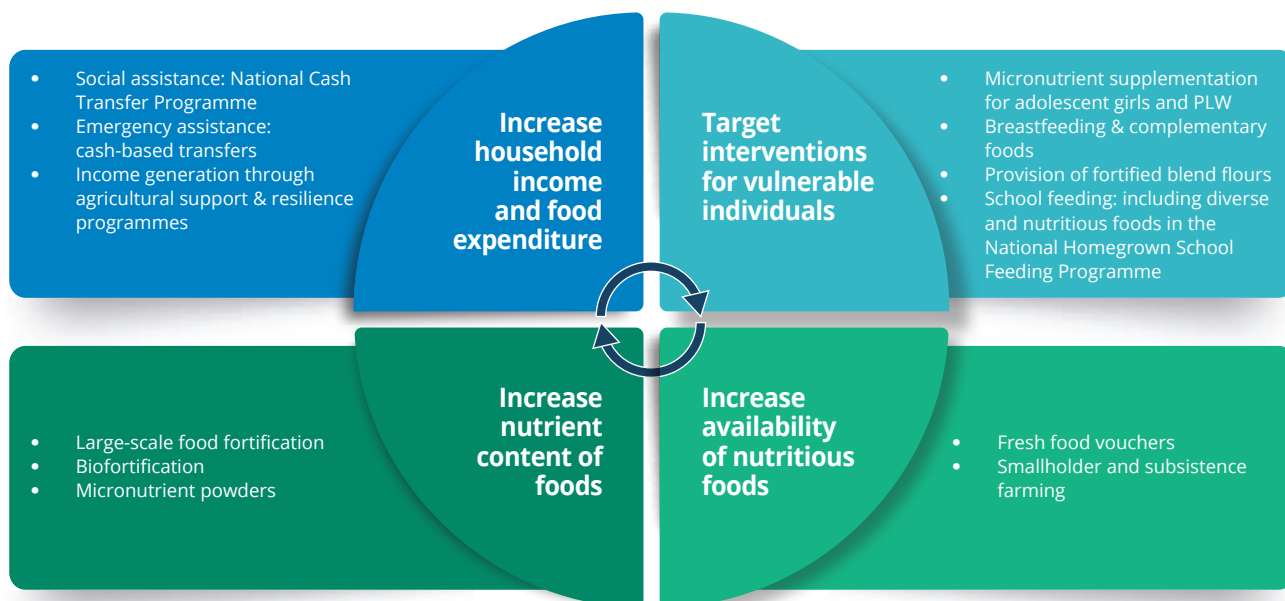 • Social assistance: National Cash
Transfer Programme
• Emergency assistance:
cash-based transfers
• Income generation through
agricultural support & resilience
programmes
Increase
household
income
and food
expenditure
Target
interventions
for vulnerable
individuals
• Micronutrient supplementation
for adolescent girls and PLW
• Breastfeeding & complementary
foods
• Provision of fortified blend flours
• School feeding: including diverse
and nutritious foods in the
National Homegrown School
Feeding Programme
• Large-scale food fortification
• Biofortification
• Micronutrient powders
Increase
nutrient
content of
foods
Increase
availability
of nutritious
foods
• Fresh food vouchers
• Smallholder and subsistence
farming